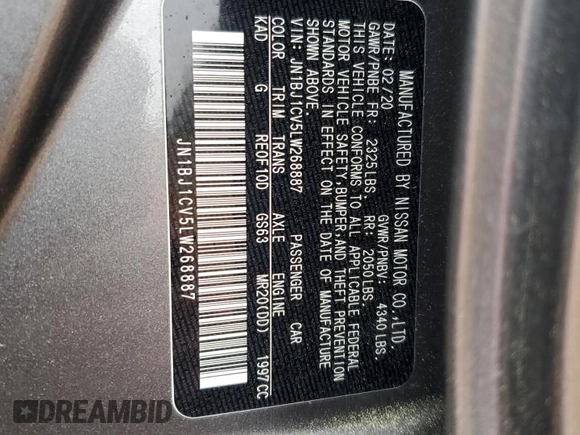 MANUFACTURED BY NISSAN MOTOR CO.,LTD.
02/20 GVWR/PNBV: 4340LBS.
GAWR/PNBE FR: 2325LBS. RR: 2050LBS
THIS VEHICLE CONFORMS TO ALL APPLICABLE FEDERAL
MOTOR VEHICLE SAFETY,BUMPER,AND THEFT PREVENTION
STANDARDS IN EFFECT ON THE DATE OF MANUFACTURE
SHOWN ABOVE.
VIN: JN1BJ1CV5LW268887 PASSENGER CAR
COLOR TRIM TRANS AXLE ENGINE
KAD G RE0F10D GS63 MR20(DD) 1997CC
JN1BJ1CV5LW268887
DREAMBID